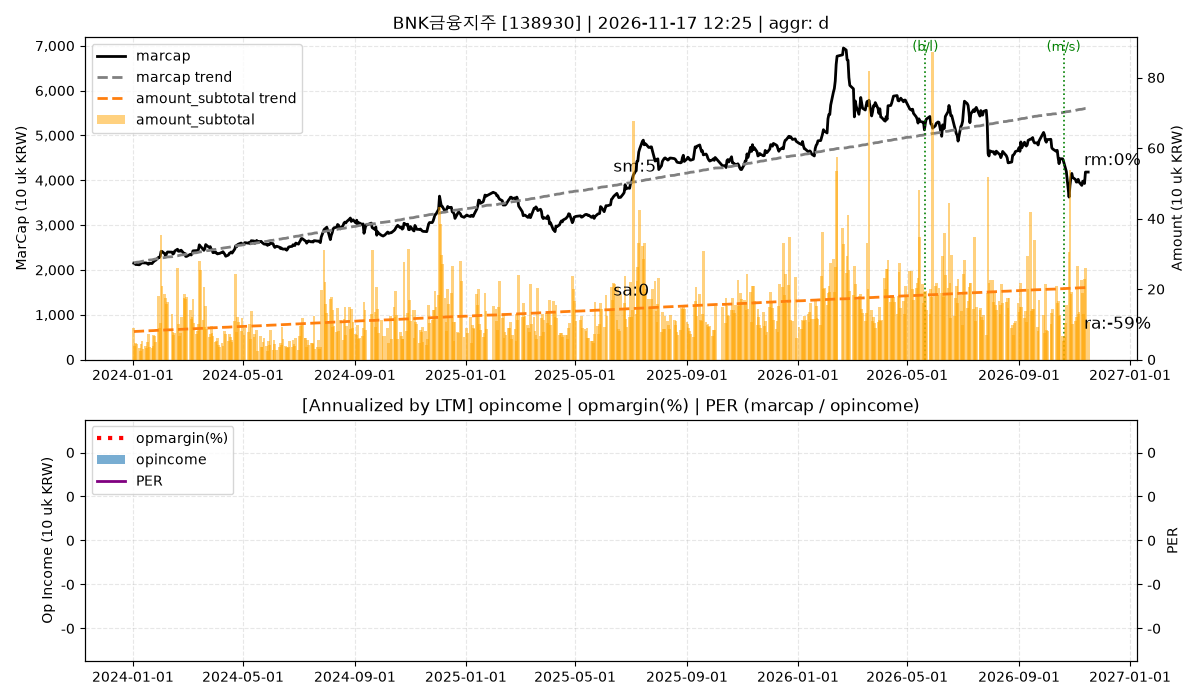 BNK금융지주 [138930] | 2026-11-17 12:25 | aggr: d
marcap
marcap trend
amount_subtotal trend
amount_subtotal
(b/l)
(m/s)
7,000
6,000
5,000
4,000
3,000
2,000
1,000
0
MarCap (10 uk KRW)
80
60
40
20
0
Amount (10 uk KRW)
sm:5
rm:0%
sa:0
ra:-59%
2024-01-01
2024-05-01
2024-09-01
2025-01-01
2025-05-01
2025-09-01
2026-01-01
2026-05-01
2026-09-01
2027-01-01
[Annualized by LTM] opincome | opmargin(%) | PER (marcap / opincome)
opmargin(%)
opincome
PER
0
0
0
-0
-0
Op Income (10 uk KRW)
0
0
0
-0
-0
PER
2024-01-01
2024-05-01
2024-09-01
2025-01-01
2025-05-01
2025-09-01
2026-01-01
2026-05-01
2026-09-01
2027-01-01